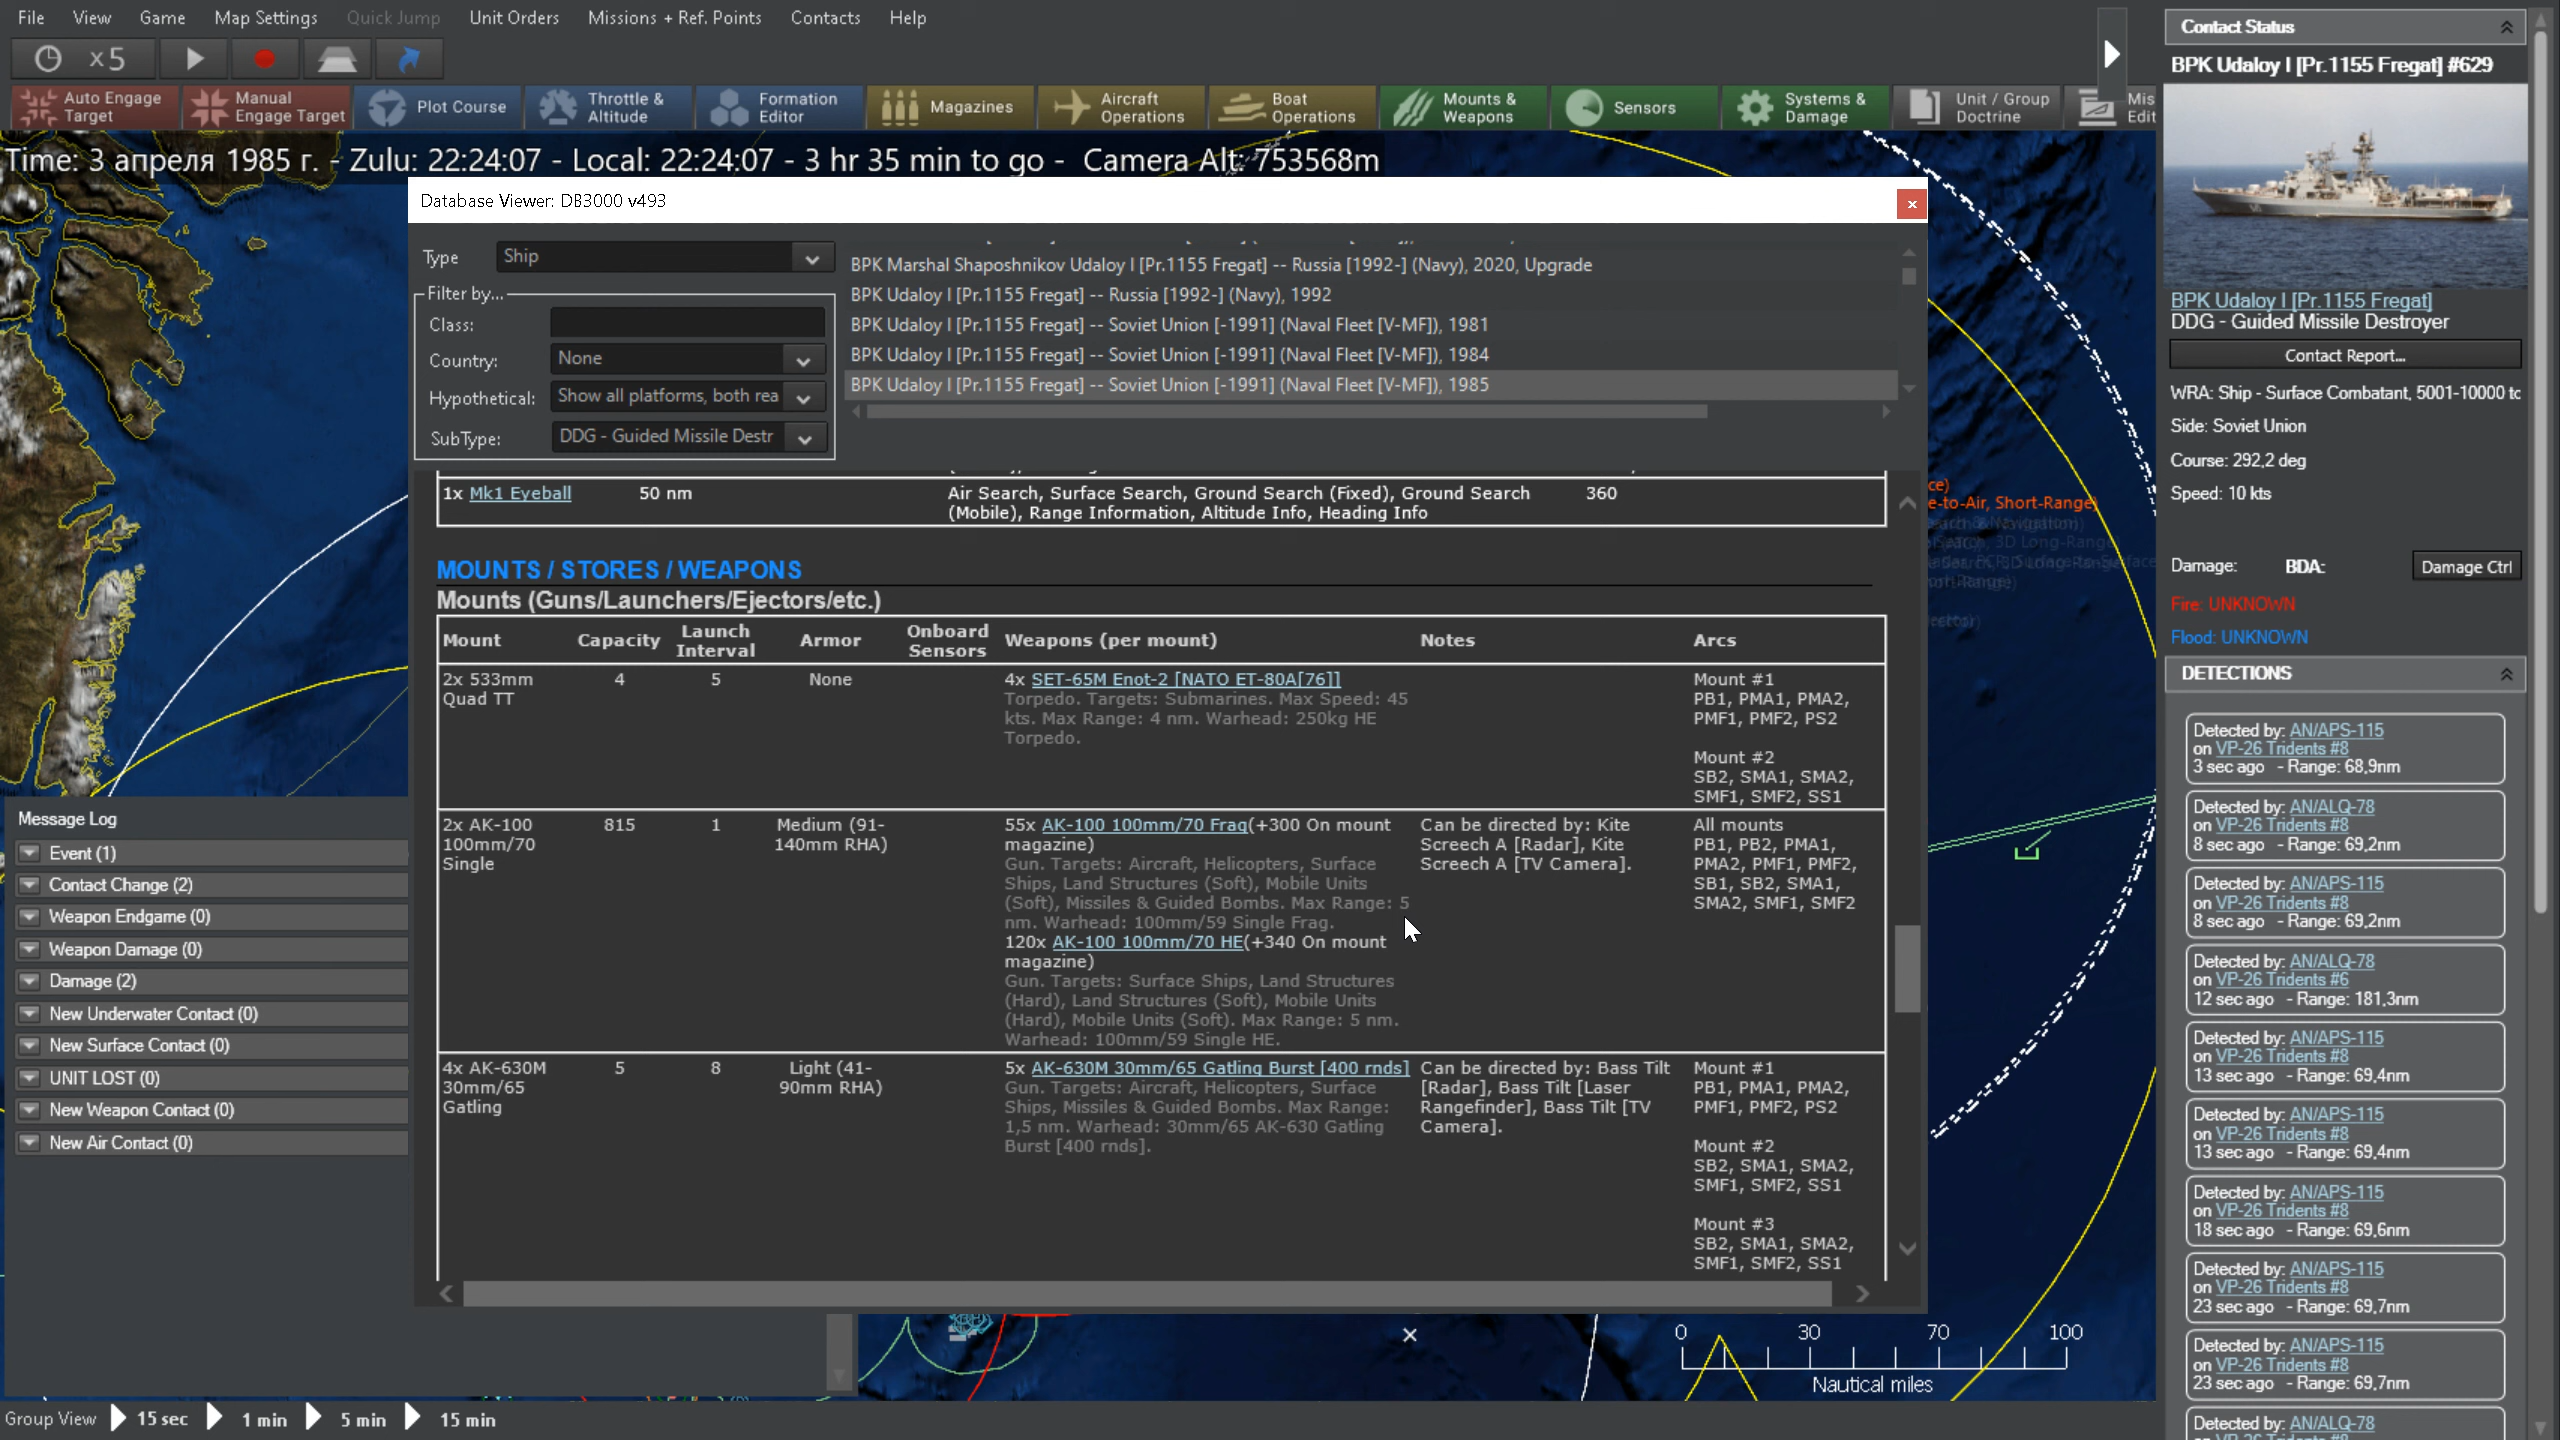 File View Game Map Settings Quick Jump Unit Orders Missions + Ref. Points Contacts Help
x 5
Auto Engage Target
Manual Engage Target
Plot Course
Throttle & Altitude
Formation Editor
Magazines
Aircraft Operations
Boat Operations
Mounts & Weapons
Sensors
Systems & Damage
Unit / Group Doctrine
Mis
Edit
Time: 3 апреля 1985 г. - Zulu: 22:24:07 - Local: 22:24:07 - 3 hr 35 min to go - Camera Alt: 753568m
Database Viewer: DB3000 v493
Type Ship
Filter by...
Class:
Country: None
Hypothetical: Show all platforms, both rea
SubType: DDG - Guided Missile Destr
BPK Marshal Shaposhnikov Udaloy I [Pr.1155 Fregat] -- Russia [1992-] (Navy), 2020, Upgrade
BPK Udaloy I [Pr.1155 Fregat] -- Russia [1992-] (Navy), 1992
BPK Udaloy I [Pr.1155 Fregat] -- Soviet Union [-1991] (Naval Fleet [V-MF]), 1981
BPK Udaloy I [Pr.1155 Fregat] -- Soviet Union [-1991] (Naval Fleet [V-MF]), 1984
BPK Udaloy I [Pr.1155 Fregat] -- Soviet Union [-1991] (Naval Fleet [V-MF]), 1985
1x Mk1 Eyeball 50 nm Air Search, Surface Search, Ground Search (Fixed), Ground Search 360
(Mobile), Range Information, Altitude Info, Heading Info
MOUNTS / STORES / WEAPONS
Mounts (Guns/Launchers/Ejectors/etc.)
Mount Capacity Launch Interval Armor Onboard Sensors Weapons (per mount) Notes Arcs
2x 533mm
Quad TT
4
5
None
4x SET-65M Enot-2 [NATO ET-80A[76]]
Torpedo. Targets: Submarines. Max Speed: 45
kts. Max Range: 4 nm. Warhead: 250kg HE
Torpedo.
Mount #1
PB1, PMA1, PMA2,
PMF1, PMF2, PS2
Mount #2
SB2, SMA1, SMA2,
SMF1, SMF2, SS1
2x AK-100
100mm/70
Single
815
1
Medium (91-
140mm RHA)
55x AK-100 100mm/70 Frag(+300 On mount
magazine)
Gun. Targets: Aircraft, Helicopters, Surface
Ships, Land Structures (Soft), Mobile Units
(Soft), Missiles & Guided Bombs. Max Range: 5
nm. Warhead: 100mm/59 Single Frag.
120x AK-100 100mm/70 HE(+340 On mount
magazine)
Gun. Targets: Surface Ships, Land Structures
(Hard), Land Structures (Soft), Mobile Units
(Hard), Mobile Units (Soft). Max Range: 5 nm.
Warhead: 100mm/59 Single HE.
Can be directed by: Kite
Screech A [Radar], Kite
Screech A [TV Camera].
All mounts
PB1, PB2, PMA1,
PMA2, PMF1, PMF2,
SB1, SB2, SMA1,
SMA2, SMF1, SMF2
4x AK-630M
30mm/65
Gatling
5
8
Light (41-
90mm RHA)
5x AK-630M 30mm/65 Gatling Burst [400 rnds]
Gun. Targets: Aircraft, Helicopters, Surface
Ships, Missiles & Guided Bombs. Max Range:
1,5 nm. Warhead: 30mm/65 AK-630 Gatling
Burst [400 rnds].
Can be directed by: Bass Tilt
[Radar], Bass Tilt [Laser
Rangefinder], Bass Tilt [TV
Camera].
Mount #1
PB1, PMA1, PMA2,
PMF1, PMF2, PS2
Mount #2
SB2, SMA1, SMA2,
SMF1, SMF2, SS1
Mount #3
SB2, SMA1, SMA2,
SMF1, SMF2, SS1
ce)
e-to-Air, Short-Range)
Message Log
Event (1)
Contact Change (2)
Weapon Endgame (0)
Weapon Damage (0)
Damage (2)
New Underwater Contact (0)
New Surface Contact (0)
UNIT LOST (0)
New Weapon Contact (0)
New Air Contact (0)
0 30 70 100
Nautical miles
Group View 15 sec 1 min 5 min 15 min
Contact Status
BPK Udaloy I [Pr.1155 Fregat] #629
BPK Udaloy I [Pr.1155 Fregat]
DDG - Guided Missile Destroyer
Contact Report...
WRA: Ship - Surface Combatant, 5001-10000 tc
Side: Soviet Union
Course: 292,2 deg
Speed: 10 kts
Damage: BDA: Damage Ctrl
Fire: UNKNOWN
Flood: UNKNOWN
DETECTIONS
Detected by: AN/APS-115
on VP-26 Tridents #8
3 sec ago - Range: 68,9nm
Detected by: AN/ALQ-78
on VP-26 Tridents #8
8 sec ago - Range: 69,2nm
Detected by: AN/APS-115
on VP-26 Tridents #8
8 sec ago - Range: 69,2nm
Detected by: AN/ALQ-78
on VP-26 Tridents #6
12 sec ago - Range: 181,3nm
Detected by: AN/APS-115
on VP-26 Tridents #8
13 sec ago - Range: 69,4nm
Detected by: AN/APS-115
on VP-26 Tridents #8
13 sec ago - Range: 69,4nm
Detected by: AN/APS-115
on VP-26 Tridents #8
18 sec ago - Range: 69,6nm
Detected by: AN/APS-115
on VP-26 Tridents #8
23 sec ago - Range: 69,7nm
Detected by: AN/APS-115
on VP-26 Tridents #8
23 sec ago - Range: 69,7nm
Detected by: AN/ALQ-78